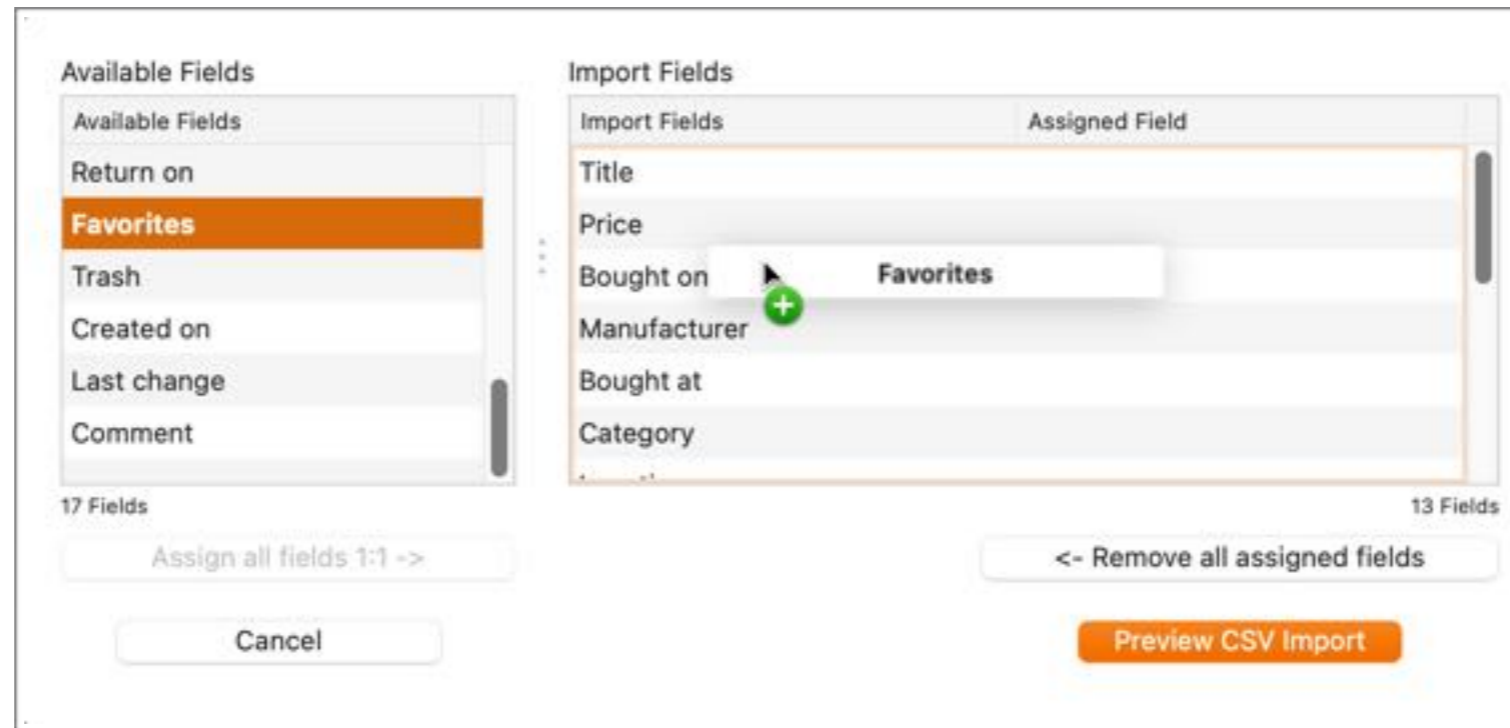 Available Fields
Import Fields
Available Fields
Import Fields Assigned Field
Return on
Favorites
Trash
Created on
Last change
Comment
Title
Price
Bought on
Favorites
Manufacturer
Bought at
Category
17 Fields
13 Fields
Assign all fields 1:1 ->
<- Remove all assigned fields
Cancel
Preview CSV Import